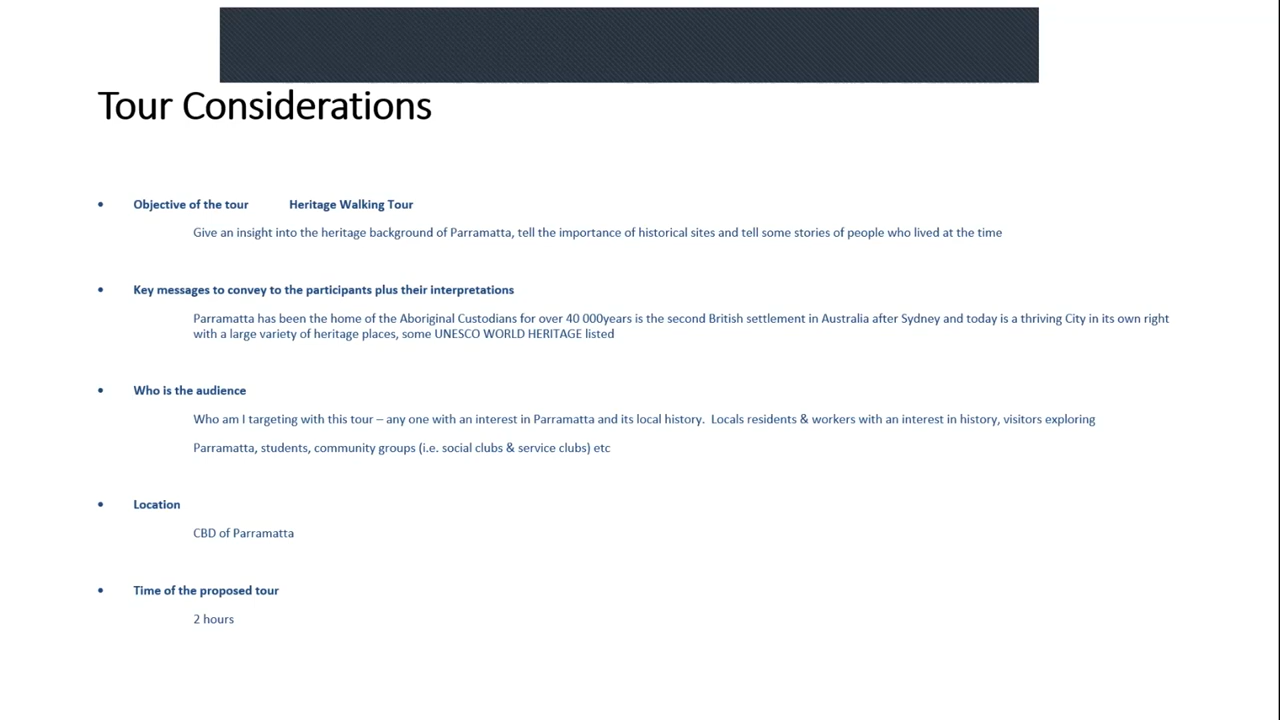 Tour Considerations
• Objective of the tour Heritage Walking Tour
Give an insight into the heritage background of Parramatta, tell the importance of historical sites and tell some stories of people who lived at the time
• Key messages to convey to the participants plus their interpretations
Parramatta has been the home of the Aboriginal Custodians for over 40 000years is the second British settlement in Australia after Sydney and today is a thriving City in its own right
with a large variety of heritage places, some UNESCO WORLD HERITAGE listed
• Who is the audience
Who am I targeting with this tour – any one with an interest in Parramatta and its local history. Locals residents & workers with an interest in history, visitors exploring
Parramatta, students, community groups (i.e. social clubs & service clubs) etc
• Location
CBD of Parramatta
• Time of the proposed tour
2 hours